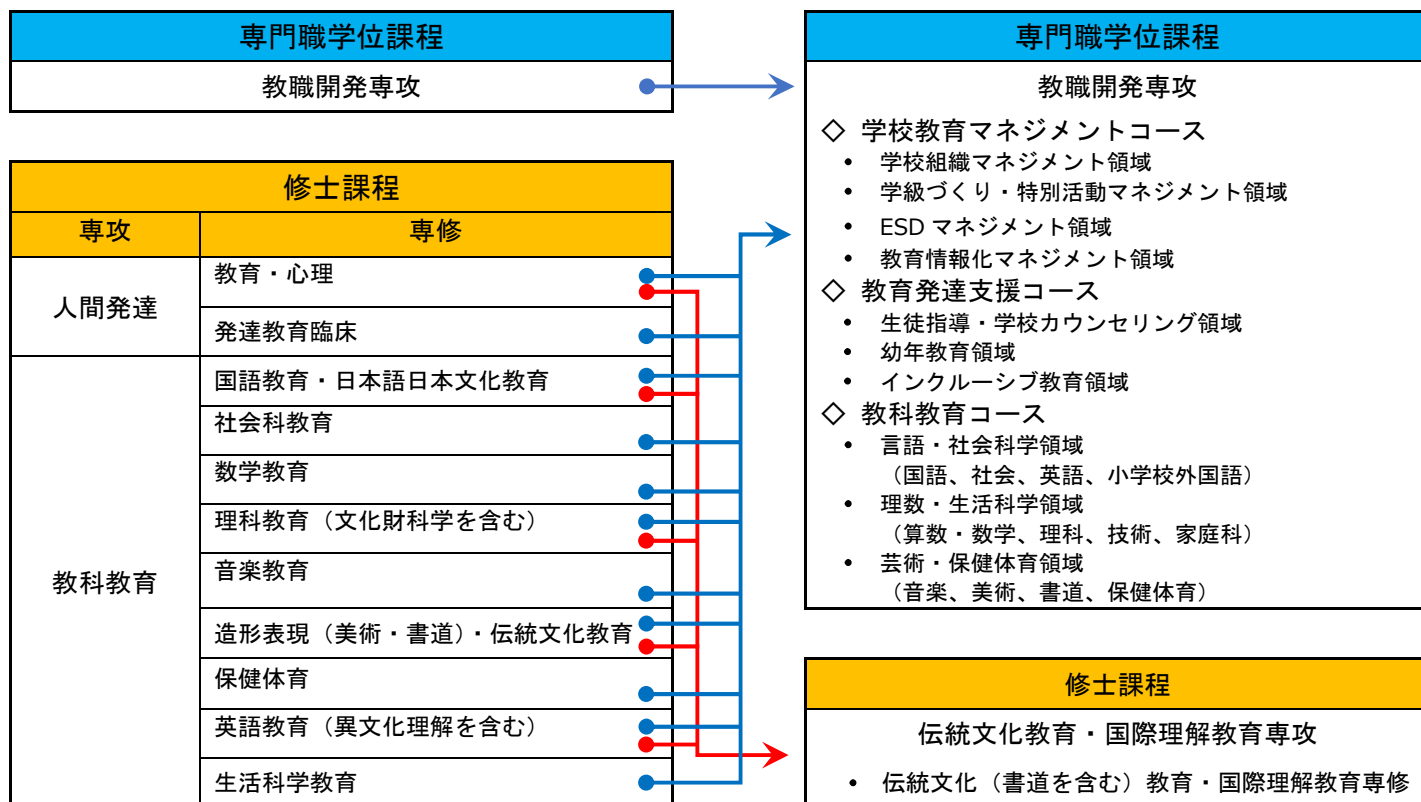 専門職学位課程
教職開発専攻
修士課程
専攻 専修
人間発達
教育・心理
発達教育臨床
教科教育
国語教育・日本語日本文化教育
社会科教育
数学教育
理科教育（文化財科学を含む）
音楽教育
造形表現（美術・書道）・伝統文化教育
保健体育
英語教育（異文化理解を含む）
生活科学教育
専門職学位課程
教職開発専攻
◇ 学校教育マネジメントコース
• 学校組織マネジメント領域
• 学級づくり・特別活動マネジメント領域
• ESD マネジメント領域
• 教育情報化マネジメント領域
◇ 教育発達支援コース
• 生徒指導・学校カウンセリング領域
• 幼年教育領域
• インクルーシブ教育領域
◇ 教科教育コース
• 言語・社会科学領域
（国語、社会、英語、小学校外国語）
• 理数・生活科学領域
（算数・数学、理科、技術、家庭科）
• 芸術・保健体育領域
（音楽、美術、書道、保健体育）
修士課程
伝統文化教育・国際理解教育専攻
• 伝統文化（書道を含む）教育・国際理解教育専修